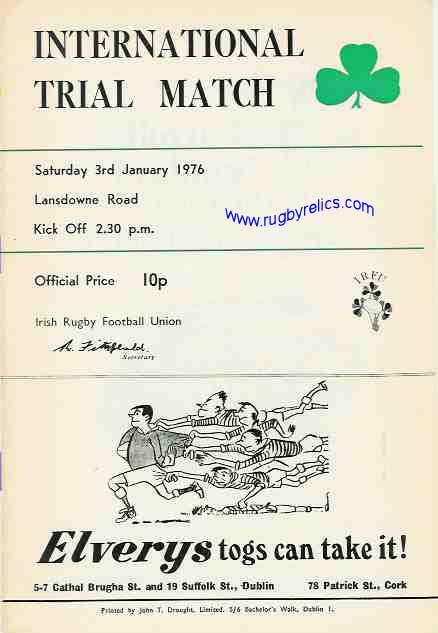 INTERNATIONAL
TRIAL MATCH
Saturday 3rd January 1976
Lansdowne Road
Kick Off 2.30 p.m.
www.rugbyrelics.com
Official Price 10p
I R F U
Irish Rugby Football Union
R. Fitzgerald.
Secretary
Elverys togs can take it!
5-7 Cathal Brugha St. and 19 Suffolk St., Dublin 78 Patrick St., Cork
Printed by John T. Drought, Limited, 5/6 Bachelor's Walk, Dublin 1.